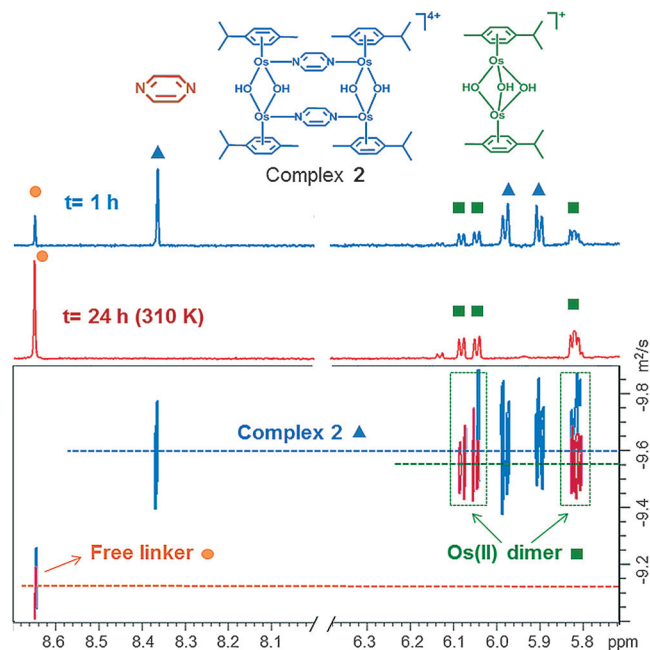 ]4+
]+
Os N N Os
HO OH HO OH
Os N N Os
Os
HO OH OH
Os
N N
Complex 2
t= 1 h
t= 24 h (310 K)
m²/s
-9.8
Complex 2
-9.6
-9.4
Free linker
Os(II) dimer
-9.2
8.6 8.5 8.4 8.3 8.2 8.1 6.3 6.2 6.1 6.0 5.9 5.8 ppm